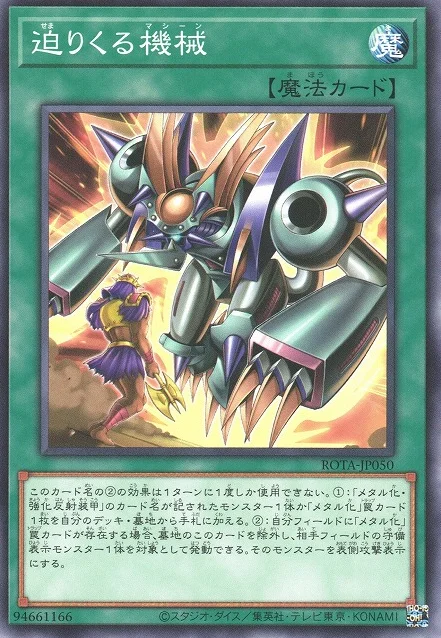 迫りくる機械
マシーン
魔
【魔法カード】
ROTA-JP050
このカード名の②の効果は1ターンに1度しか使用できない。①：「メタル化・
強化反射装甲」のカード名が記されたモンスター1体か「メタル化」罠カード
1枚を自分のデッキ・墓地から手札に加える。②：自分フィールドに「メタル化」
罠カードが存在する場合、墓地のこのカードを除外し、相手フィールドの守備
表示モンスター1体を対象として発動できる。そのモンスターを表側攻撃表示
にする。
94661166
©スタジオ・ダイス／集英社・テレビ東京・KONAMI